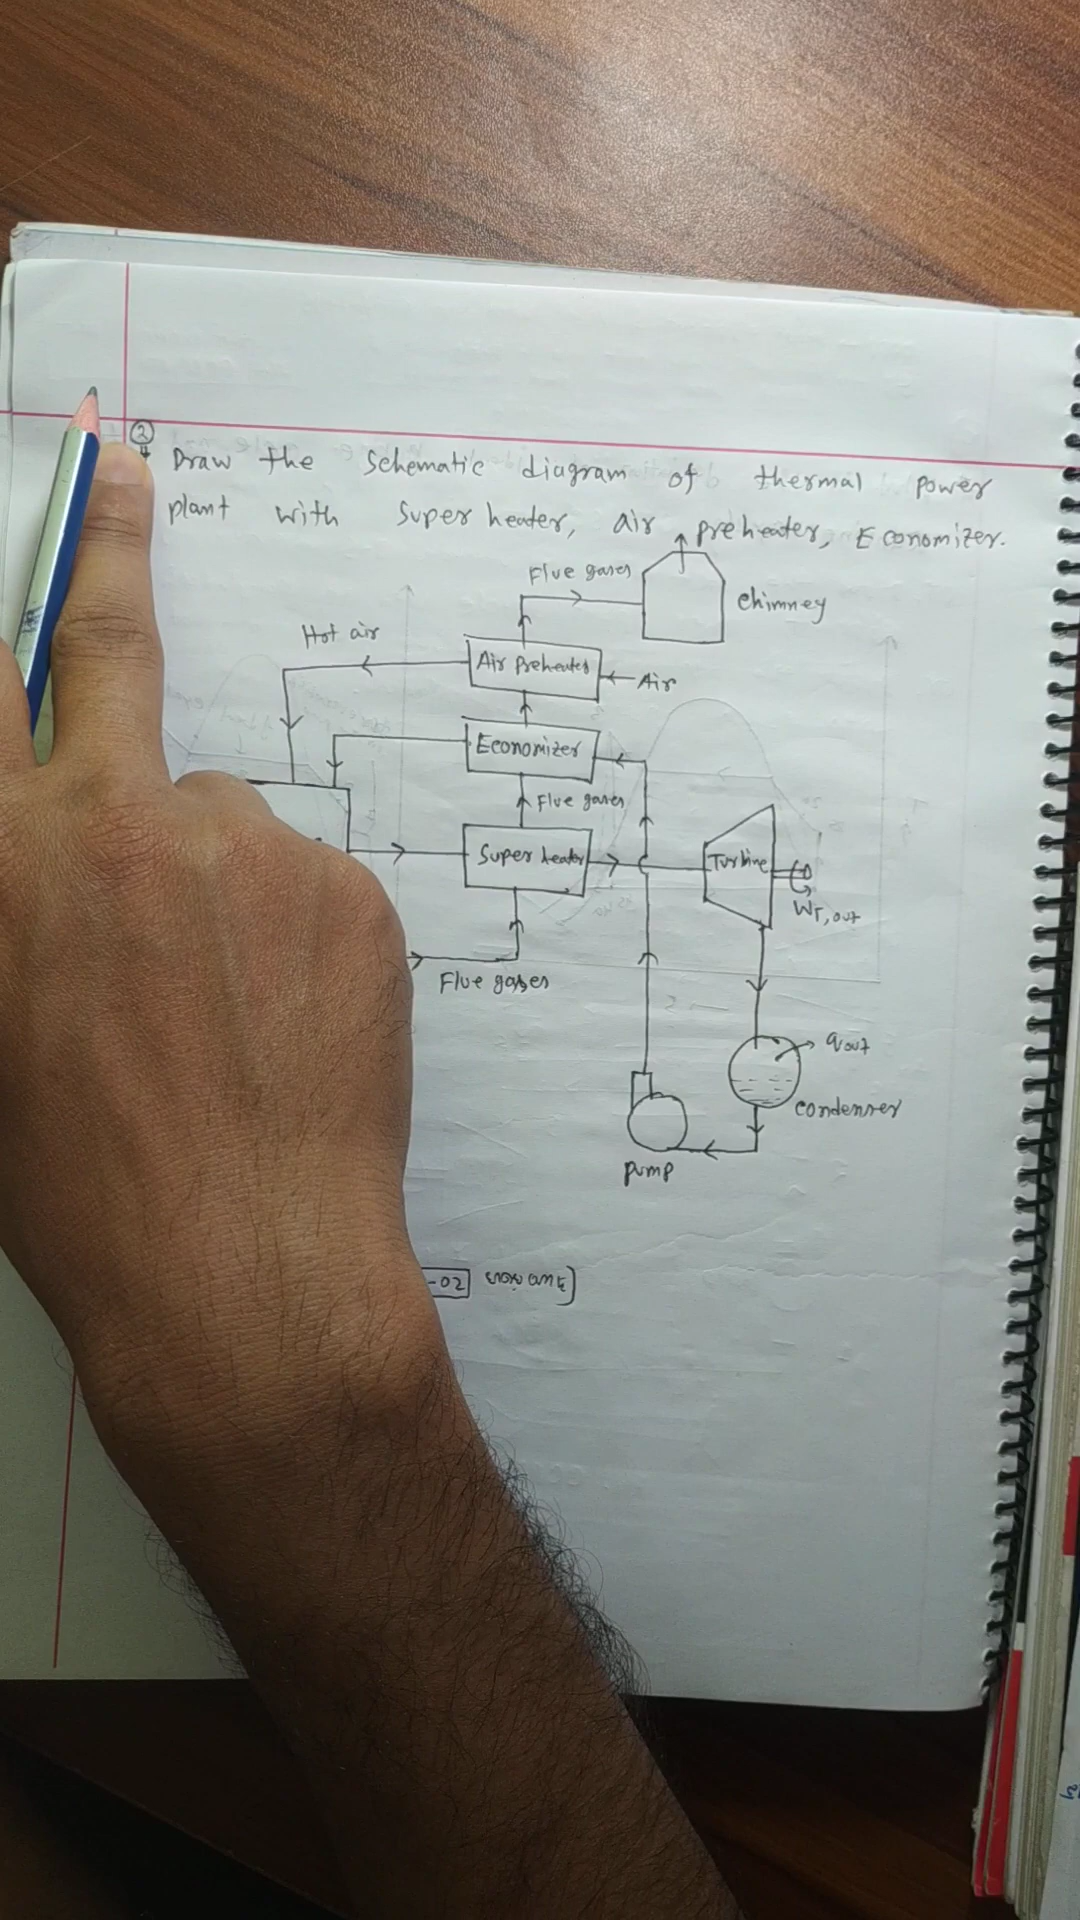 ②
Draw the schematic diagram of thermal power
plant with Super heater, air preheater, Economizer.
Flue gases
chimney
Hot air
Air Preheater
Air
Economizer
Flue gases
Super heater
Turbine
WT, out
Flue gases
qout
condenser
pump